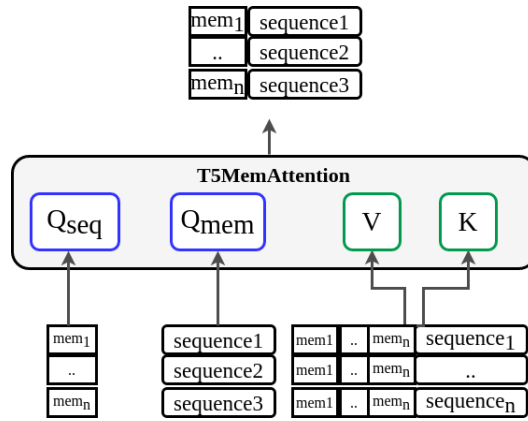 mem1 sequence1
.. sequence2
memn sequence3
T5MemAttention
Qseq Qmem V K
mem1 sequence1 mem1 .. memn sequence1
.. sequence2 mem1 .. memn ..
memn sequence3 mem1 .. memn sequencen